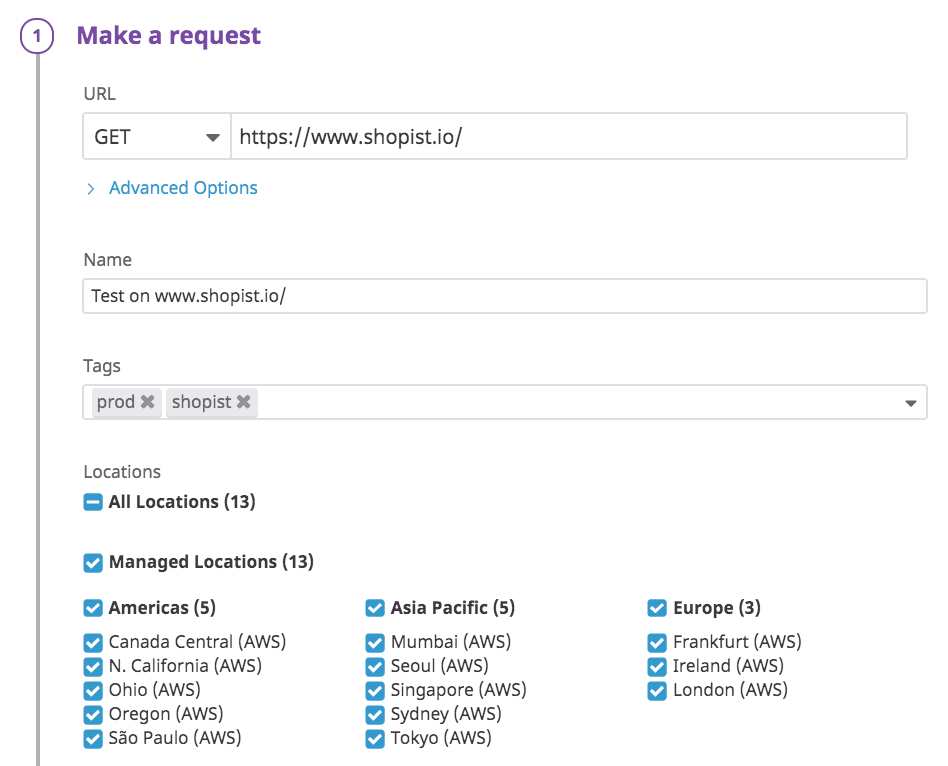 1 Make a request
URL
GET https://www.shopist.io/
Advanced Options
Name
Test on www.shopist.io/
Tags
prod shopist
Locations
All Locations (13)
Managed Locations (13)
Americas (5) Asia Pacific (5) Europe (3)
Canada Central (AWS) Mumbai (AWS) Frankfurt (AWS)
N. California (AWS) Seoul (AWS) Ireland (AWS)
Ohio (AWS) Singapore (AWS) London (AWS)
Oregon (AWS) Sydney (AWS)
São Paulo (AWS) Tokyo (AWS)